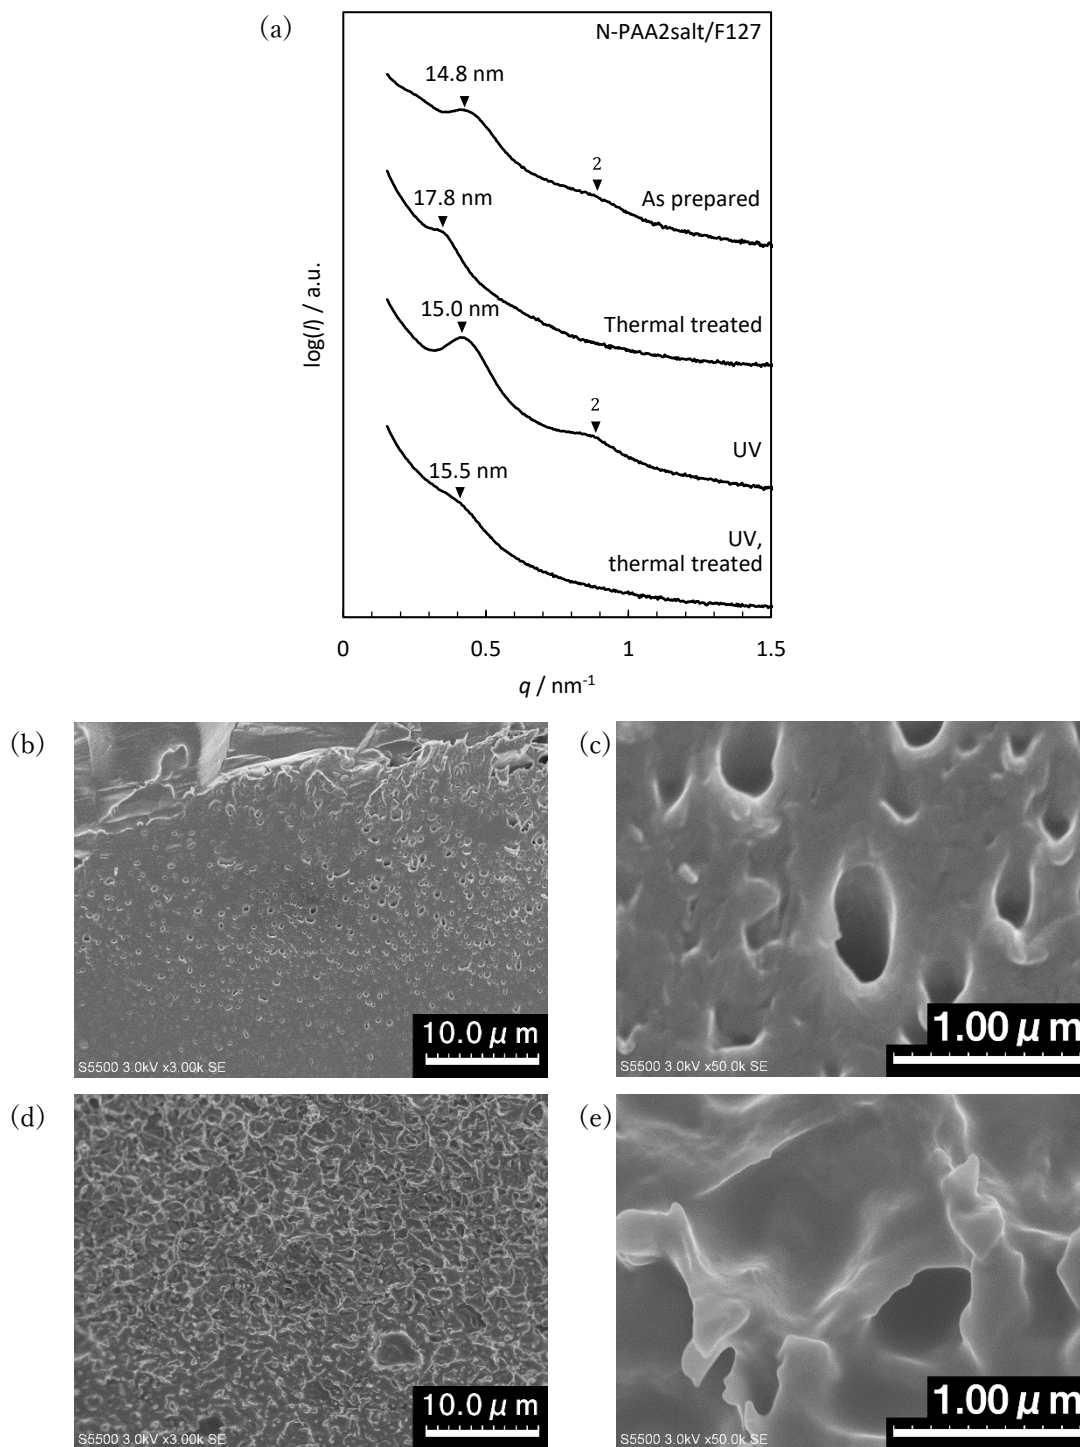 (a)
N-PAA2salt/F127
14.8 nm
2
As prepared
17.8 nm
Thermal treated
15.0 nm
2
UV
15.5 nm
UV,
thermal treated
log(I) / a.u.
0
0.5
1
1.5
q / nm-1
(b)
10.0 μm
S5500 3.0kV x3.00k SE
(c)
1.00 μm
S5500 3.0kV x50.0k SE
(d)
10.0 μm
S5500 3.0kV x3.00k SE
(e)
1.00 μm
S5500 3.0kV x50.0k SE